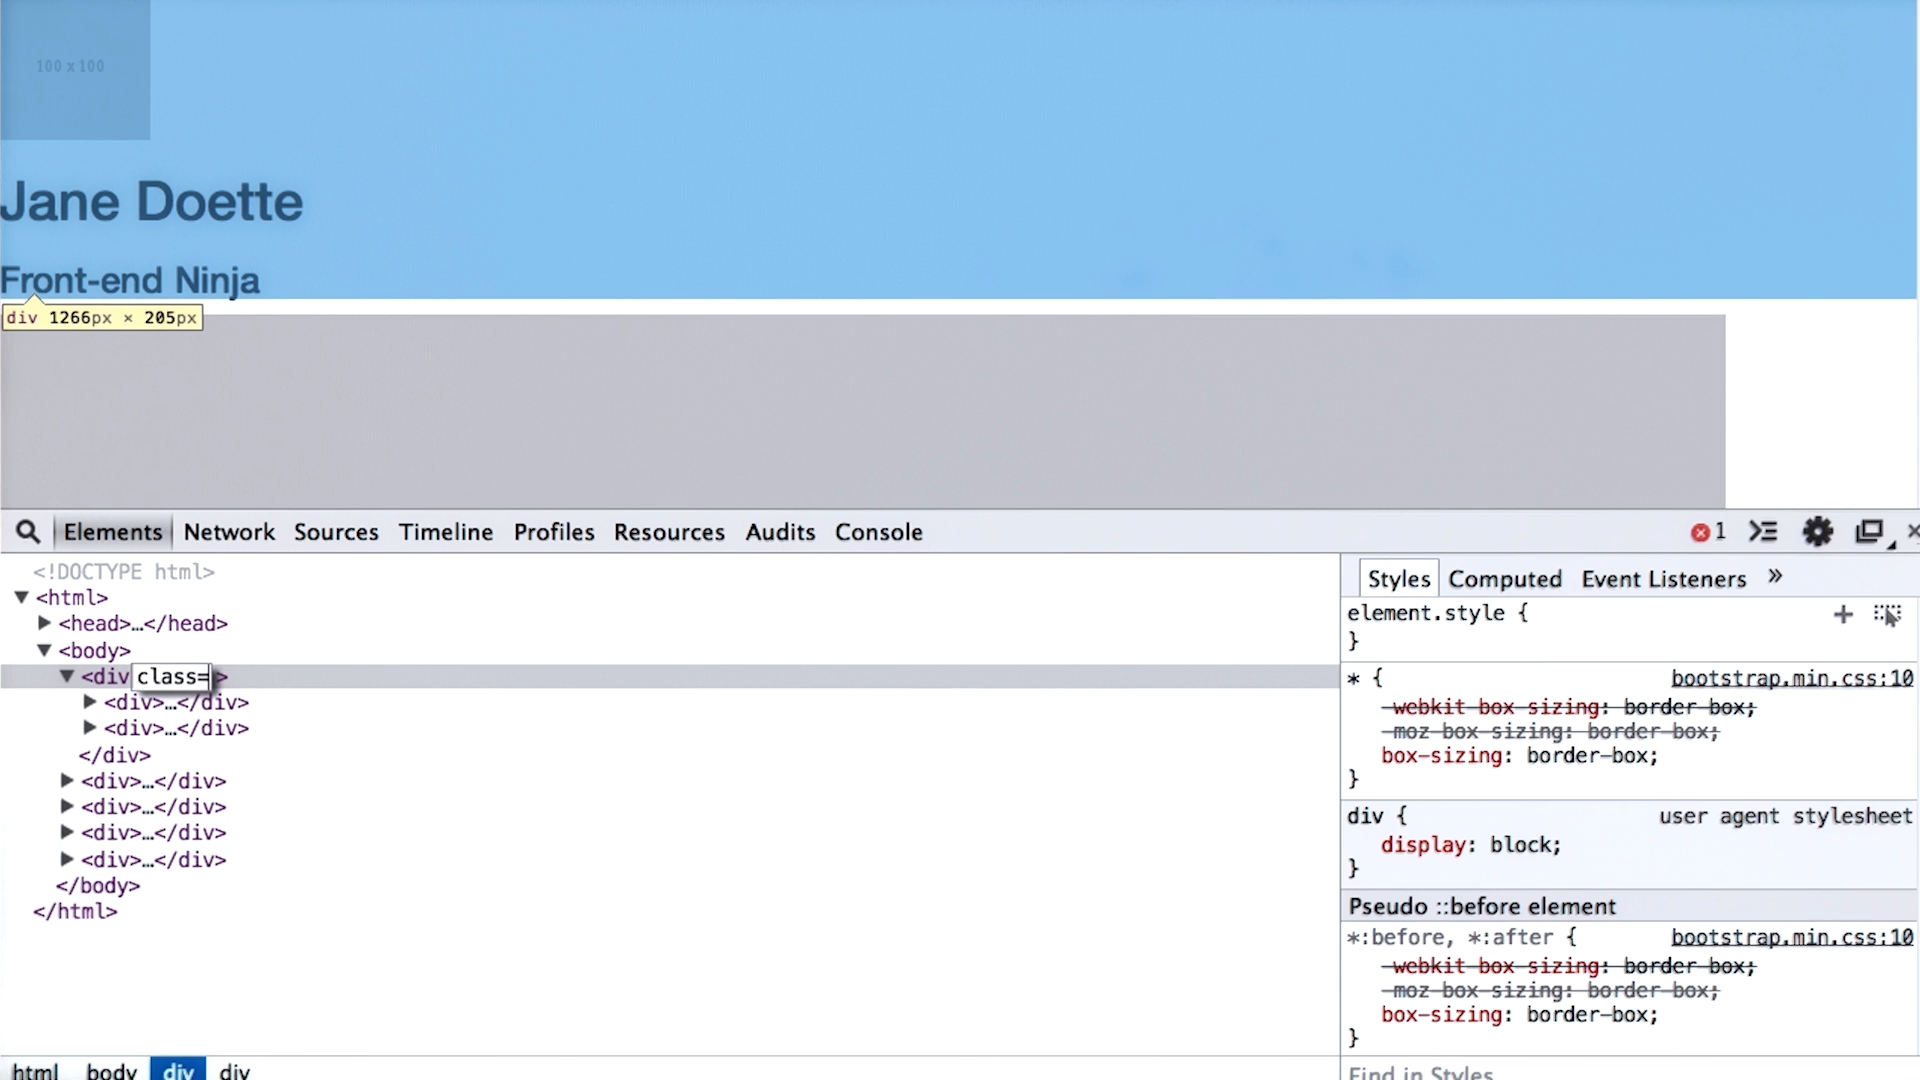 100 x 100
Jane Doette
Front-end Ninja
div 1266px × 205px
Elements Network Sources Timeline Profiles Resources Audits Console 1
<!DOCTYPE html>
<html>
<head>…</head>
<body>
<div class= >
<div>…</div>
<div>…</div>
</div>
<div>…</div>
<div>…</div>
<div>…</div>
<div>…</div>
</body>
</html>
html body div div
Styles Computed Event Listeners »
element.style {
}
* { bootstrap.min.css:10
-webkit-box-sizing: border-box;
-moz-box-sizing: border-box;
box-sizing: border-box;
}
div { user agent stylesheet
display: block;
}
Pseudo ::before element
*:before, *:after { bootstrap.min.css:10
-webkit-box-sizing: border-box;
-moz-box-sizing: border-box;
box-sizing: border-box;
}
Find in Styles